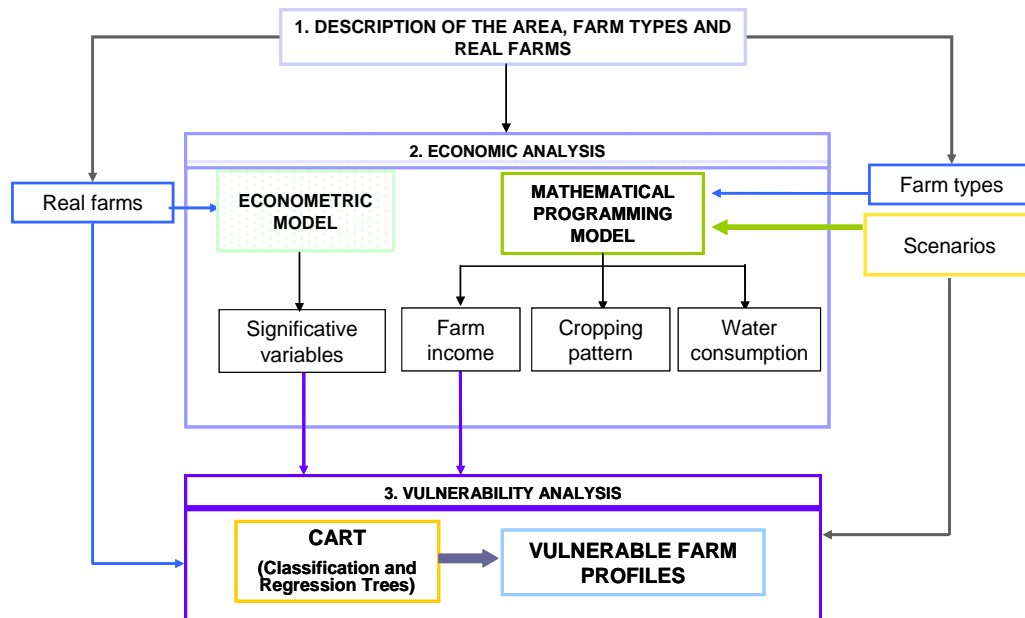 1. DESCRIPTION OF THE AREA, FARM TYPES AND
REAL FARMS
2. ECONOMIC ANALYSIS
Real farms
ECONOMETRIC
MODEL
MATHEMATICAL
PROGRAMMING
MODEL
Farm types
Scenarios
Significative
variables
Farm
income
Cropping
pattern
Water
consumption
3. VULNERABILITY ANALYSIS
CART
(Classification and
Regression Trees)
VULNERABLE FARM
PROFILES